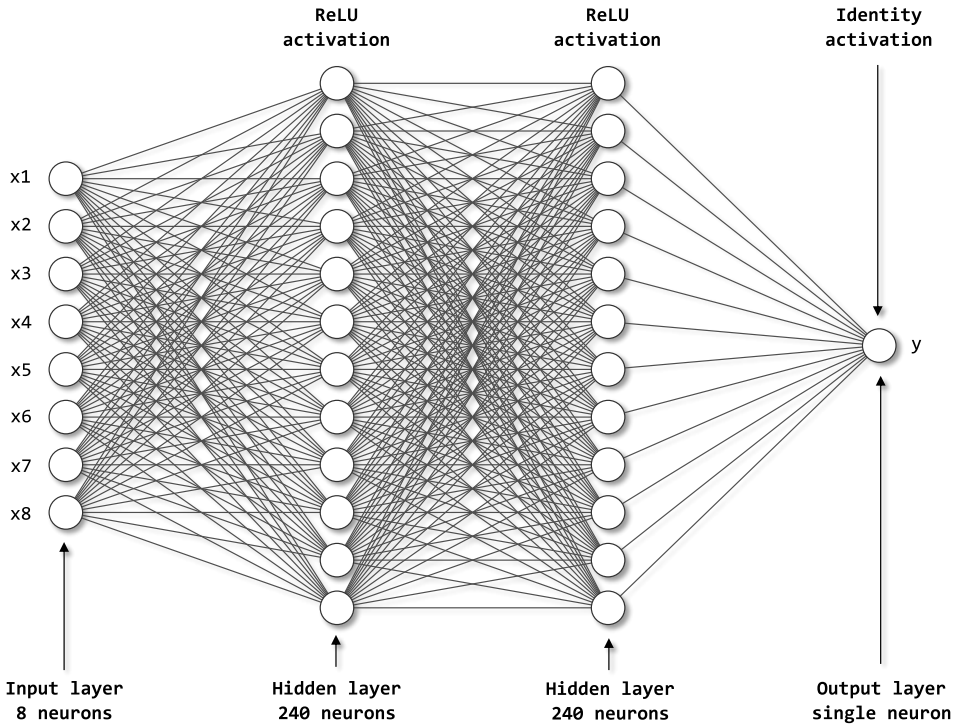 ReLU
activation
ReLU
activation
Identity
activation
x1
x2
x3
x4
x5
x6
x7
x8
y
Input layer
8 neurons
Hidden layer
240 neurons
Hidden layer
240 neurons
Output layer
single neuron